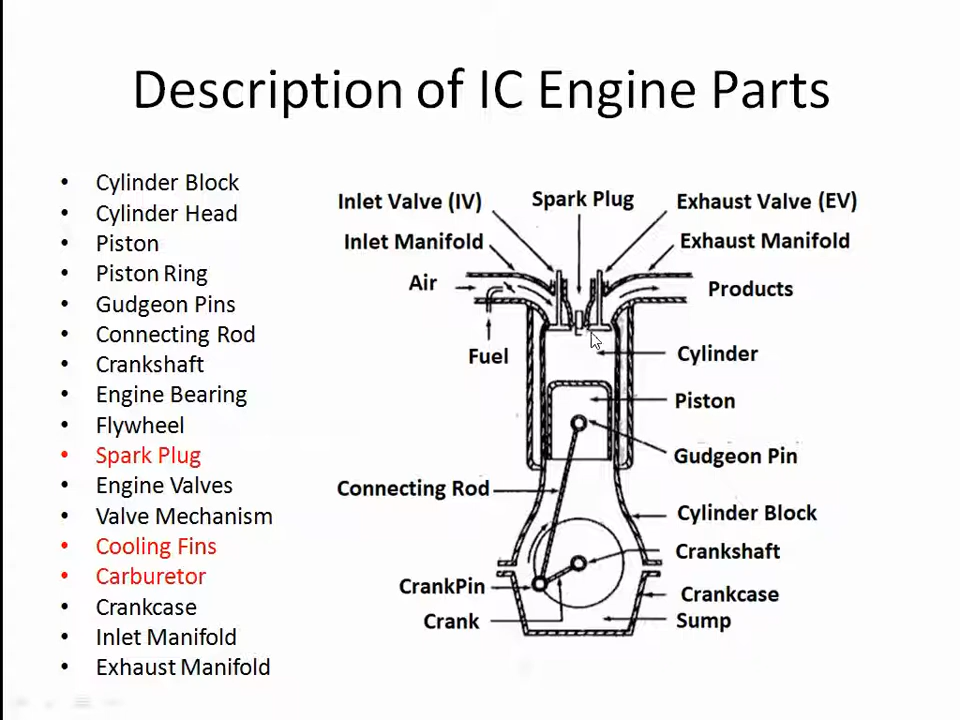 Description of IC Engine Parts
• Cylinder Block
• Cylinder Head
• Piston
• Piston Ring
• Gudgeon Pins
• Connecting Rod
• Crankshaft
• Engine Bearing
• Flywheel
• Spark Plug
• Engine Valves
• Valve Mechanism
• Cooling Fins
• Carburetor
• Crankcase
• Inlet Manifold
• Exhaust Manifold
Inlet Valve (IV)
Spark Plug
Exhaust Valve (EV)
Inlet Manifold
Exhaust Manifold
Air
Products
Fuel
Cylinder
Piston
Gudgeon Pin
Connecting Rod
Cylinder Block
Crankshaft
CrankPin
Crankcase
Crank
Sump